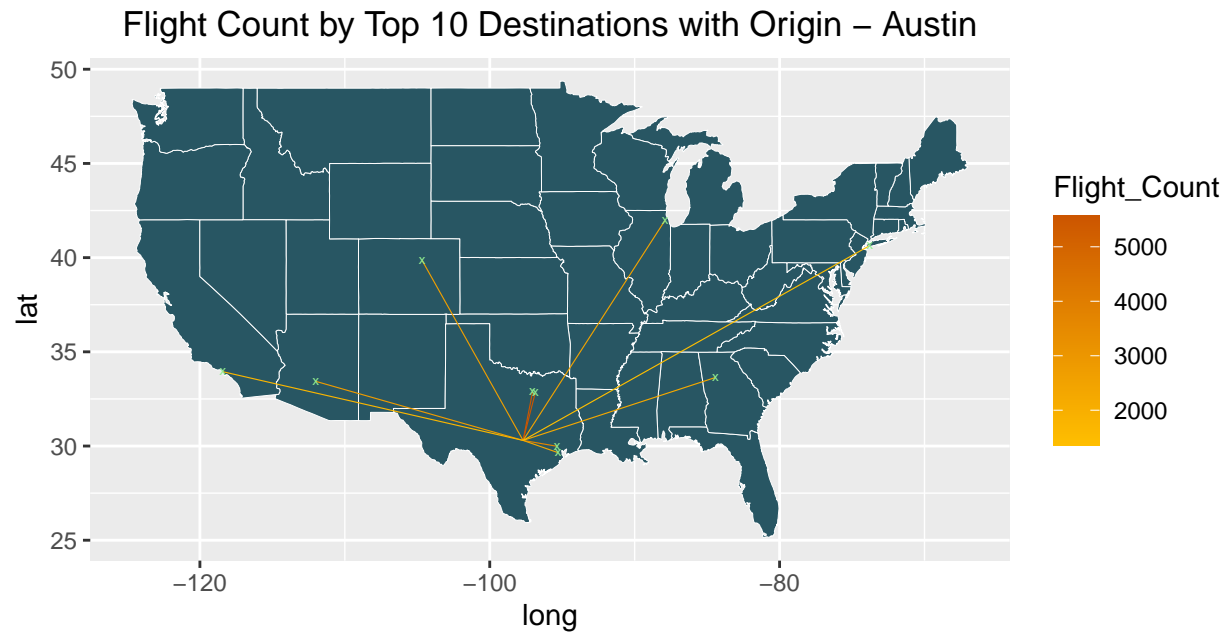 Flight Count by Top 10 Destinations with Origin – Austin
50
45
40
35
30
25
lat
−120
−100
−80
long
Flight_Count
5000
4000
3000
2000
x
x
x
x
x
x
x
x
x
x